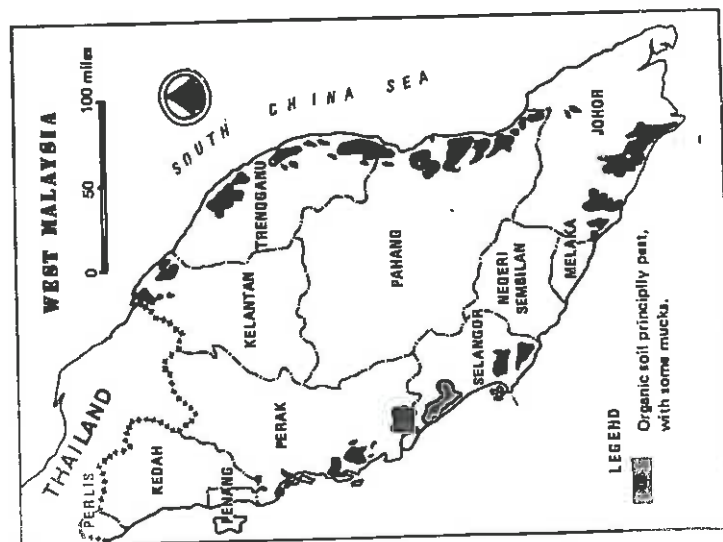 WEST MALAYSIA
0 50 100 miles
SOUTH CHINA SEA
THAILAND
PERLIS
KEDAH
PENANG
PERAK
KELANTAN
TRENGGANU
PAHANG
SELANGOR
NEGERI
SEMBILAN
MELAKA
JOHOR
LEGEND
Organic soil principlly peat,
with some mucks.